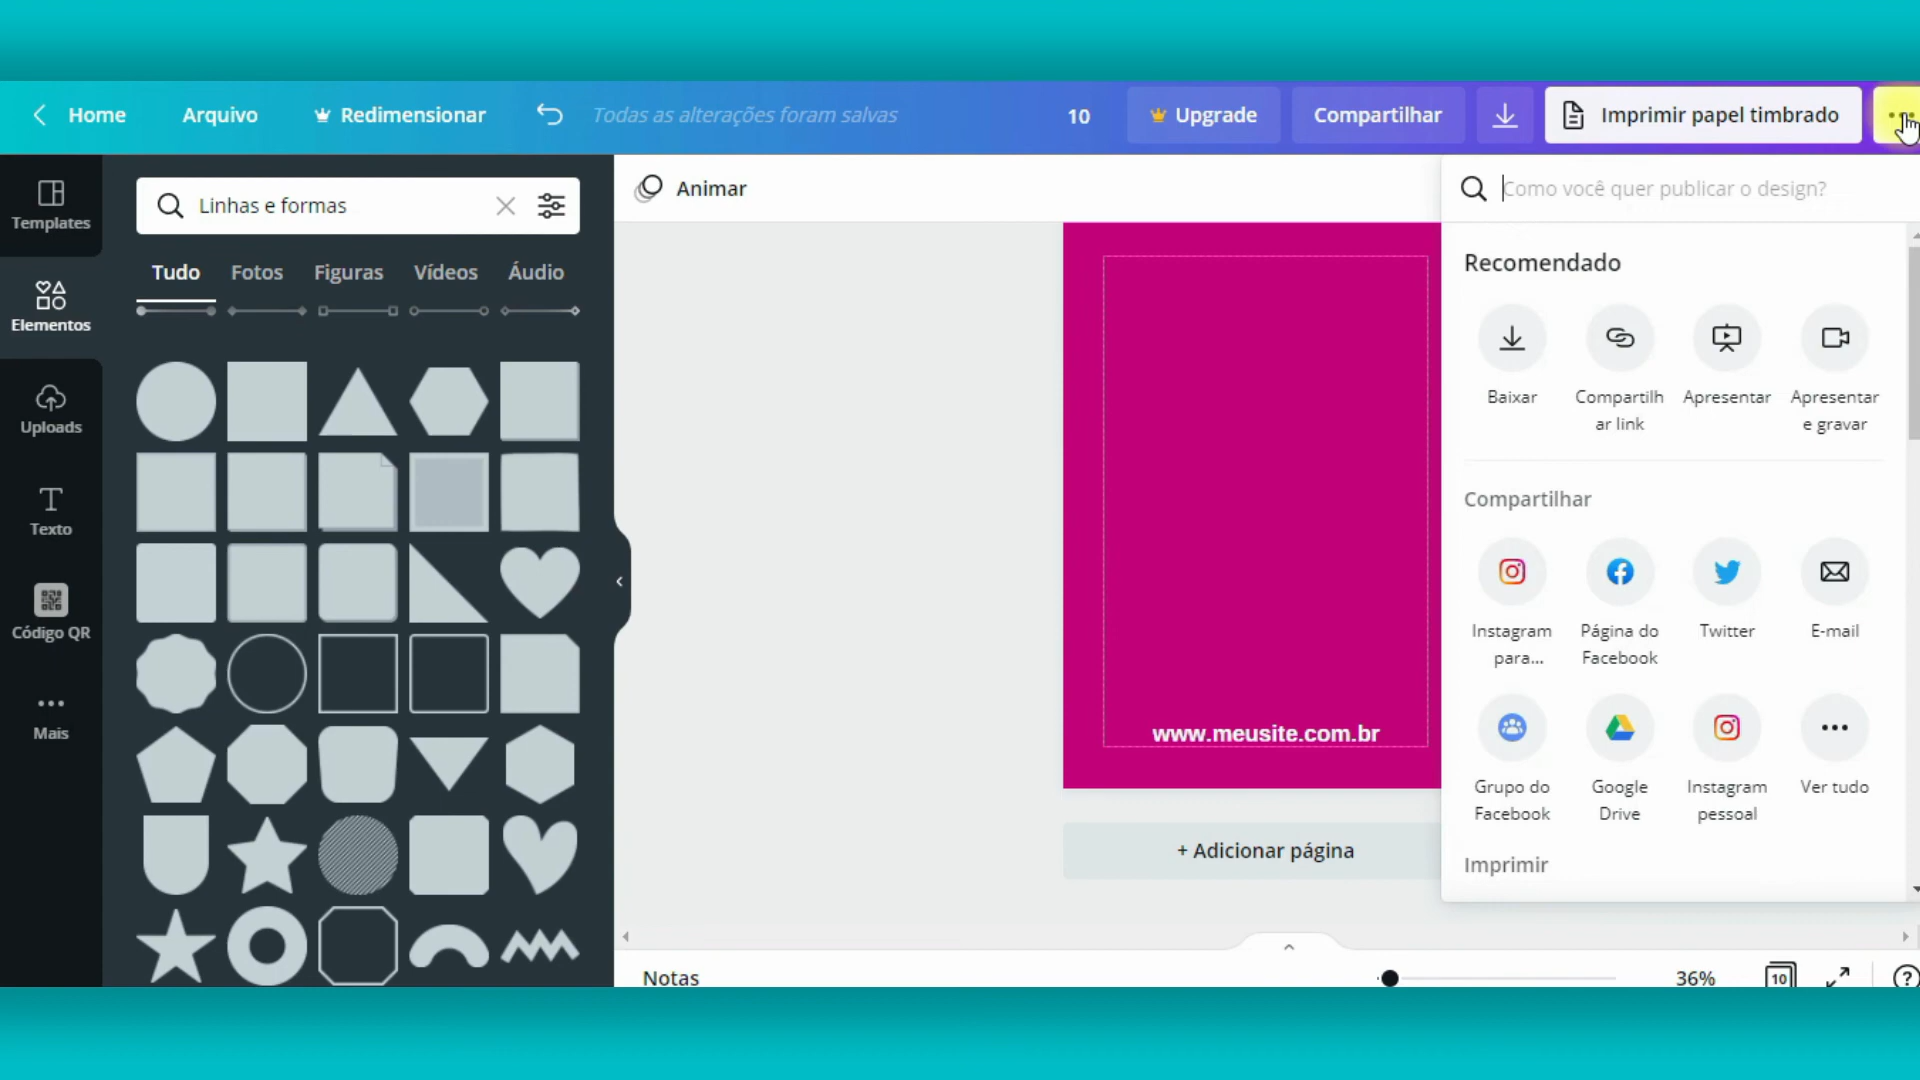 Home
Arquivo
Redimensionar
Todas as alterações foram salvas
10
Upgrade
Compartilhar
Imprimir papel timbrado
Templates
Elementos
Uploads
Texto
Código QR
Mais
Linhas e formas
Tudo
Fotos
Figuras
Vídeos
Áudio
Animar
www.meusite.com.br
+ Adicionar página
Notas
36%
10
?
Como você quer publicar o design?
Recomendado
Baixar
Compartilh
ar link
Apresentar
Apresentar
e gravar
Compartilhar
Instagram
para...
Página do
Facebook
Twitter
E-mail
Grupo do
Facebook
Google
Drive
Instagram
pessoal
Ver tudo
Imprimir